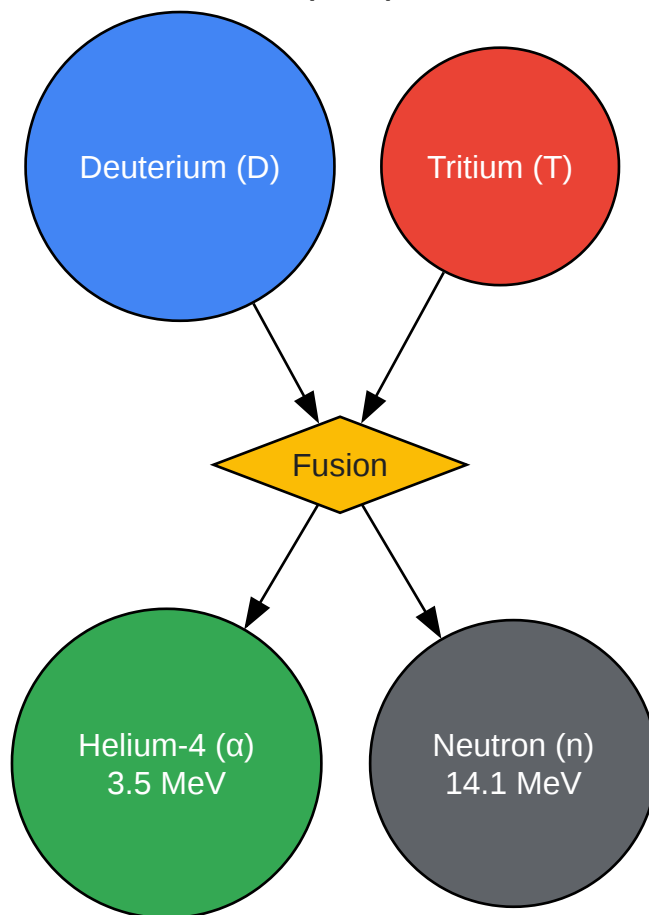 Deuterium (D)
Tritium (T)
Fusion
Helium-4 (α)
3.5 MeV
Neutron (n)
14.1 MeV